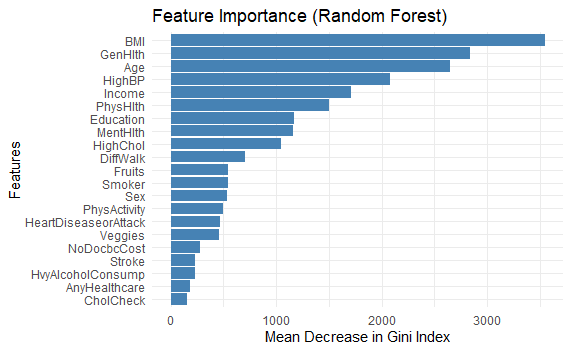 Feature Importance (Random Forest)
BMI
GenHlth
Age
HighBP
Income
PhysHlth
Education
MentHlth
HighChol
DiffWalk
Fruits
Smoker
Sex
PhysActivity
HeartDiseaseorAttack
Veggies
NoDocbcCost
Stroke
HvyAlcoholConsump
AnyHealthcare
CholCheck
Features
0 1000 2000 3000
Mean Decrease in Gini Index